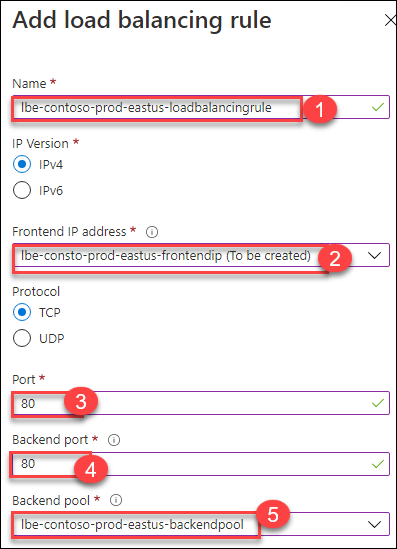 Add load balancing rule
Name *
lbe-contoso-prod-eastus-loadbalancingrule
1
IP Version *
IPv4
IPv6
Frontend IP address *
lbe-consto-prod-eastus-frontendip (To be created)
2
Protocol
TCP
UDP
Port *
80
3
Backend port *
80
4
Backend pool *
5
lbe-contoso-prod-eastus-backendpool